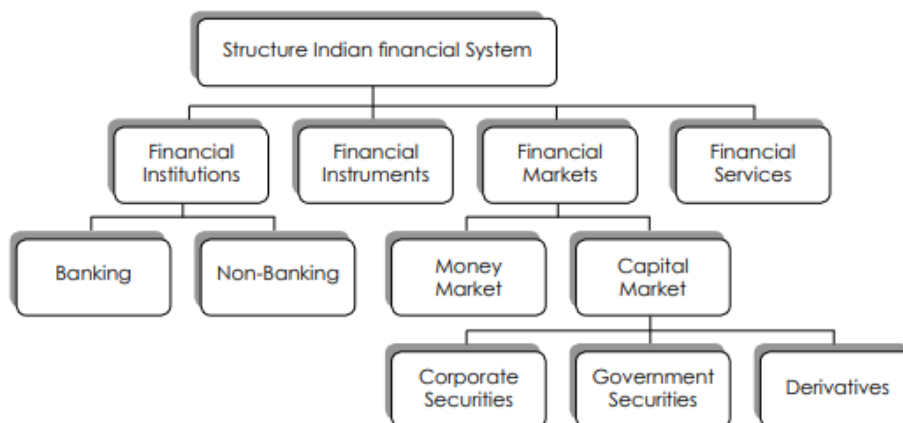 Structure Indian financial System
Financial
Institutions
Financial
Instruments
Financial
Markets
Financial
Services
Banking
Non-Banking
Money
Market
Capital
Market
Corporate
Securities
Government
Securities
Derivatives